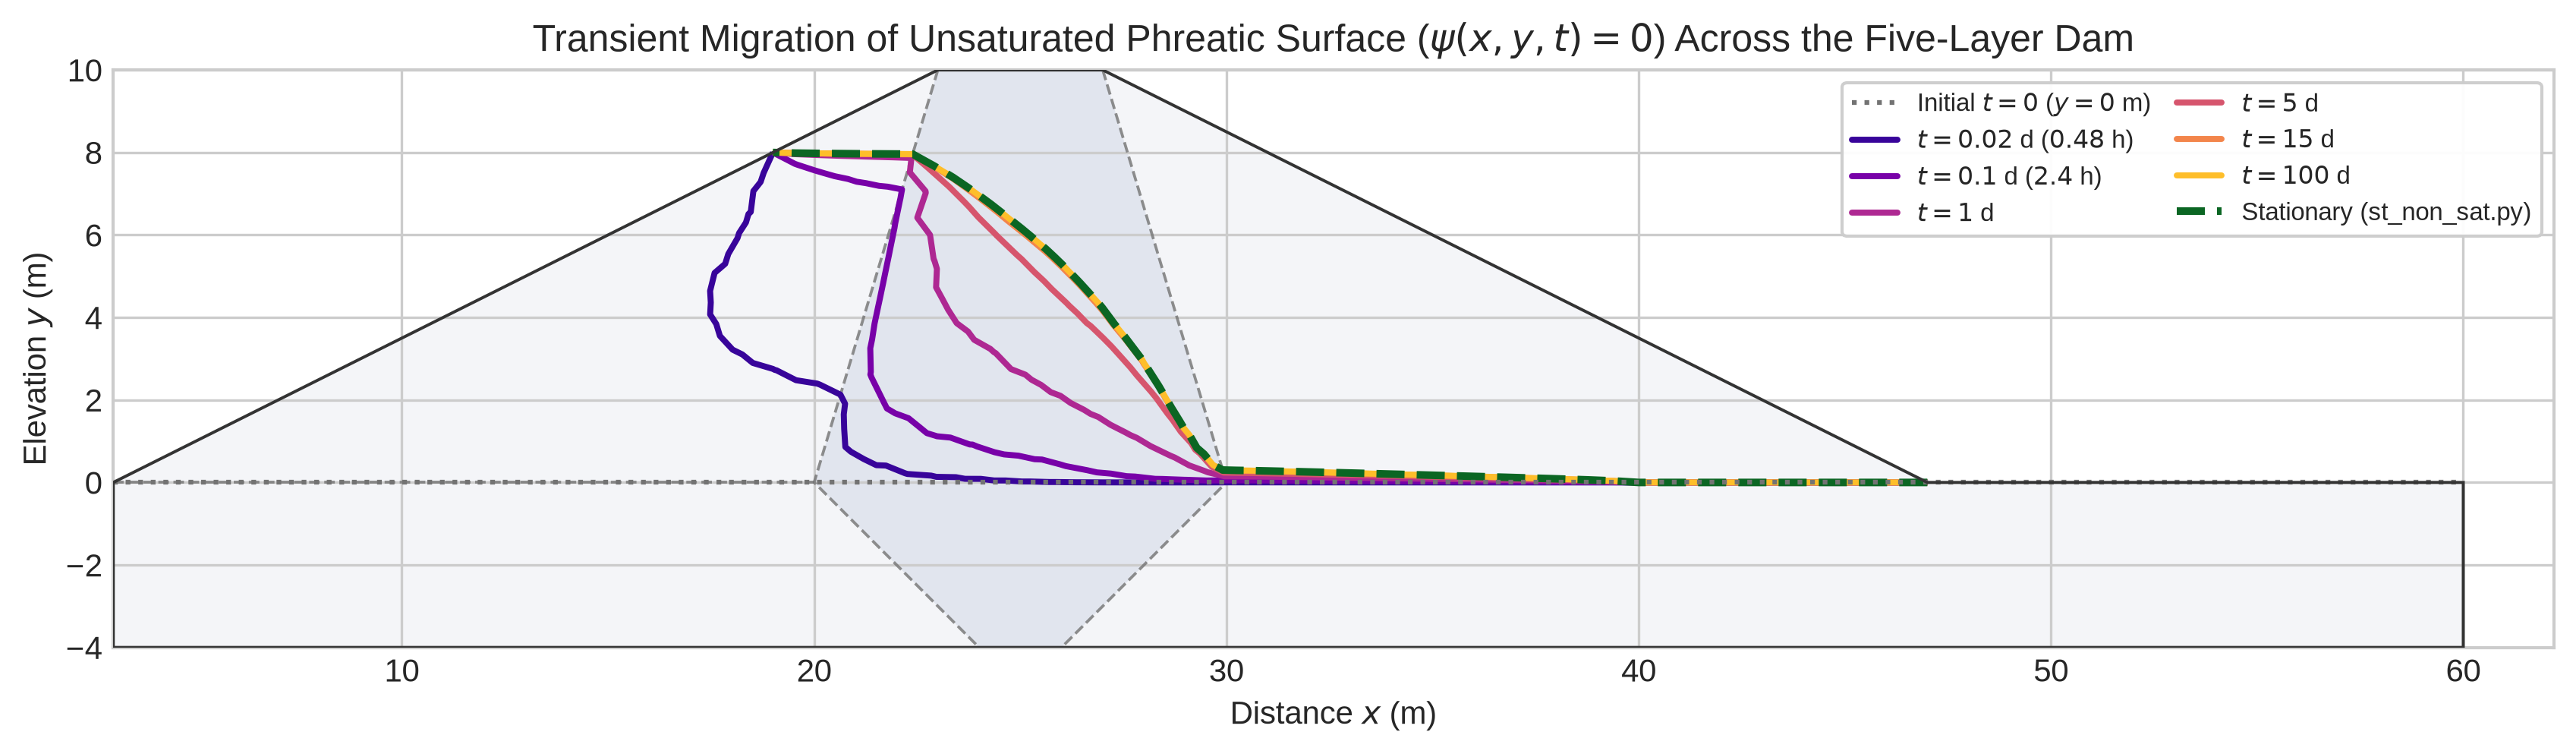 Transient Migration of Unsaturated Phreatic Surface (ψ(x, y, t) = 0) Across the Five-Layer Dam
Elevation y (m)
10
8
6
4
2
0
−2
−4
Initial t = 0 (y = 0 m)
t = 0.02 d (0.48 h)
t = 0.1 d (2.4 h)
t = 1 d
t = 5 d
t = 15 d
t = 100 d
Stationary (st_non_sat.py)
10
20
30
40
50
60
Distance x (m)